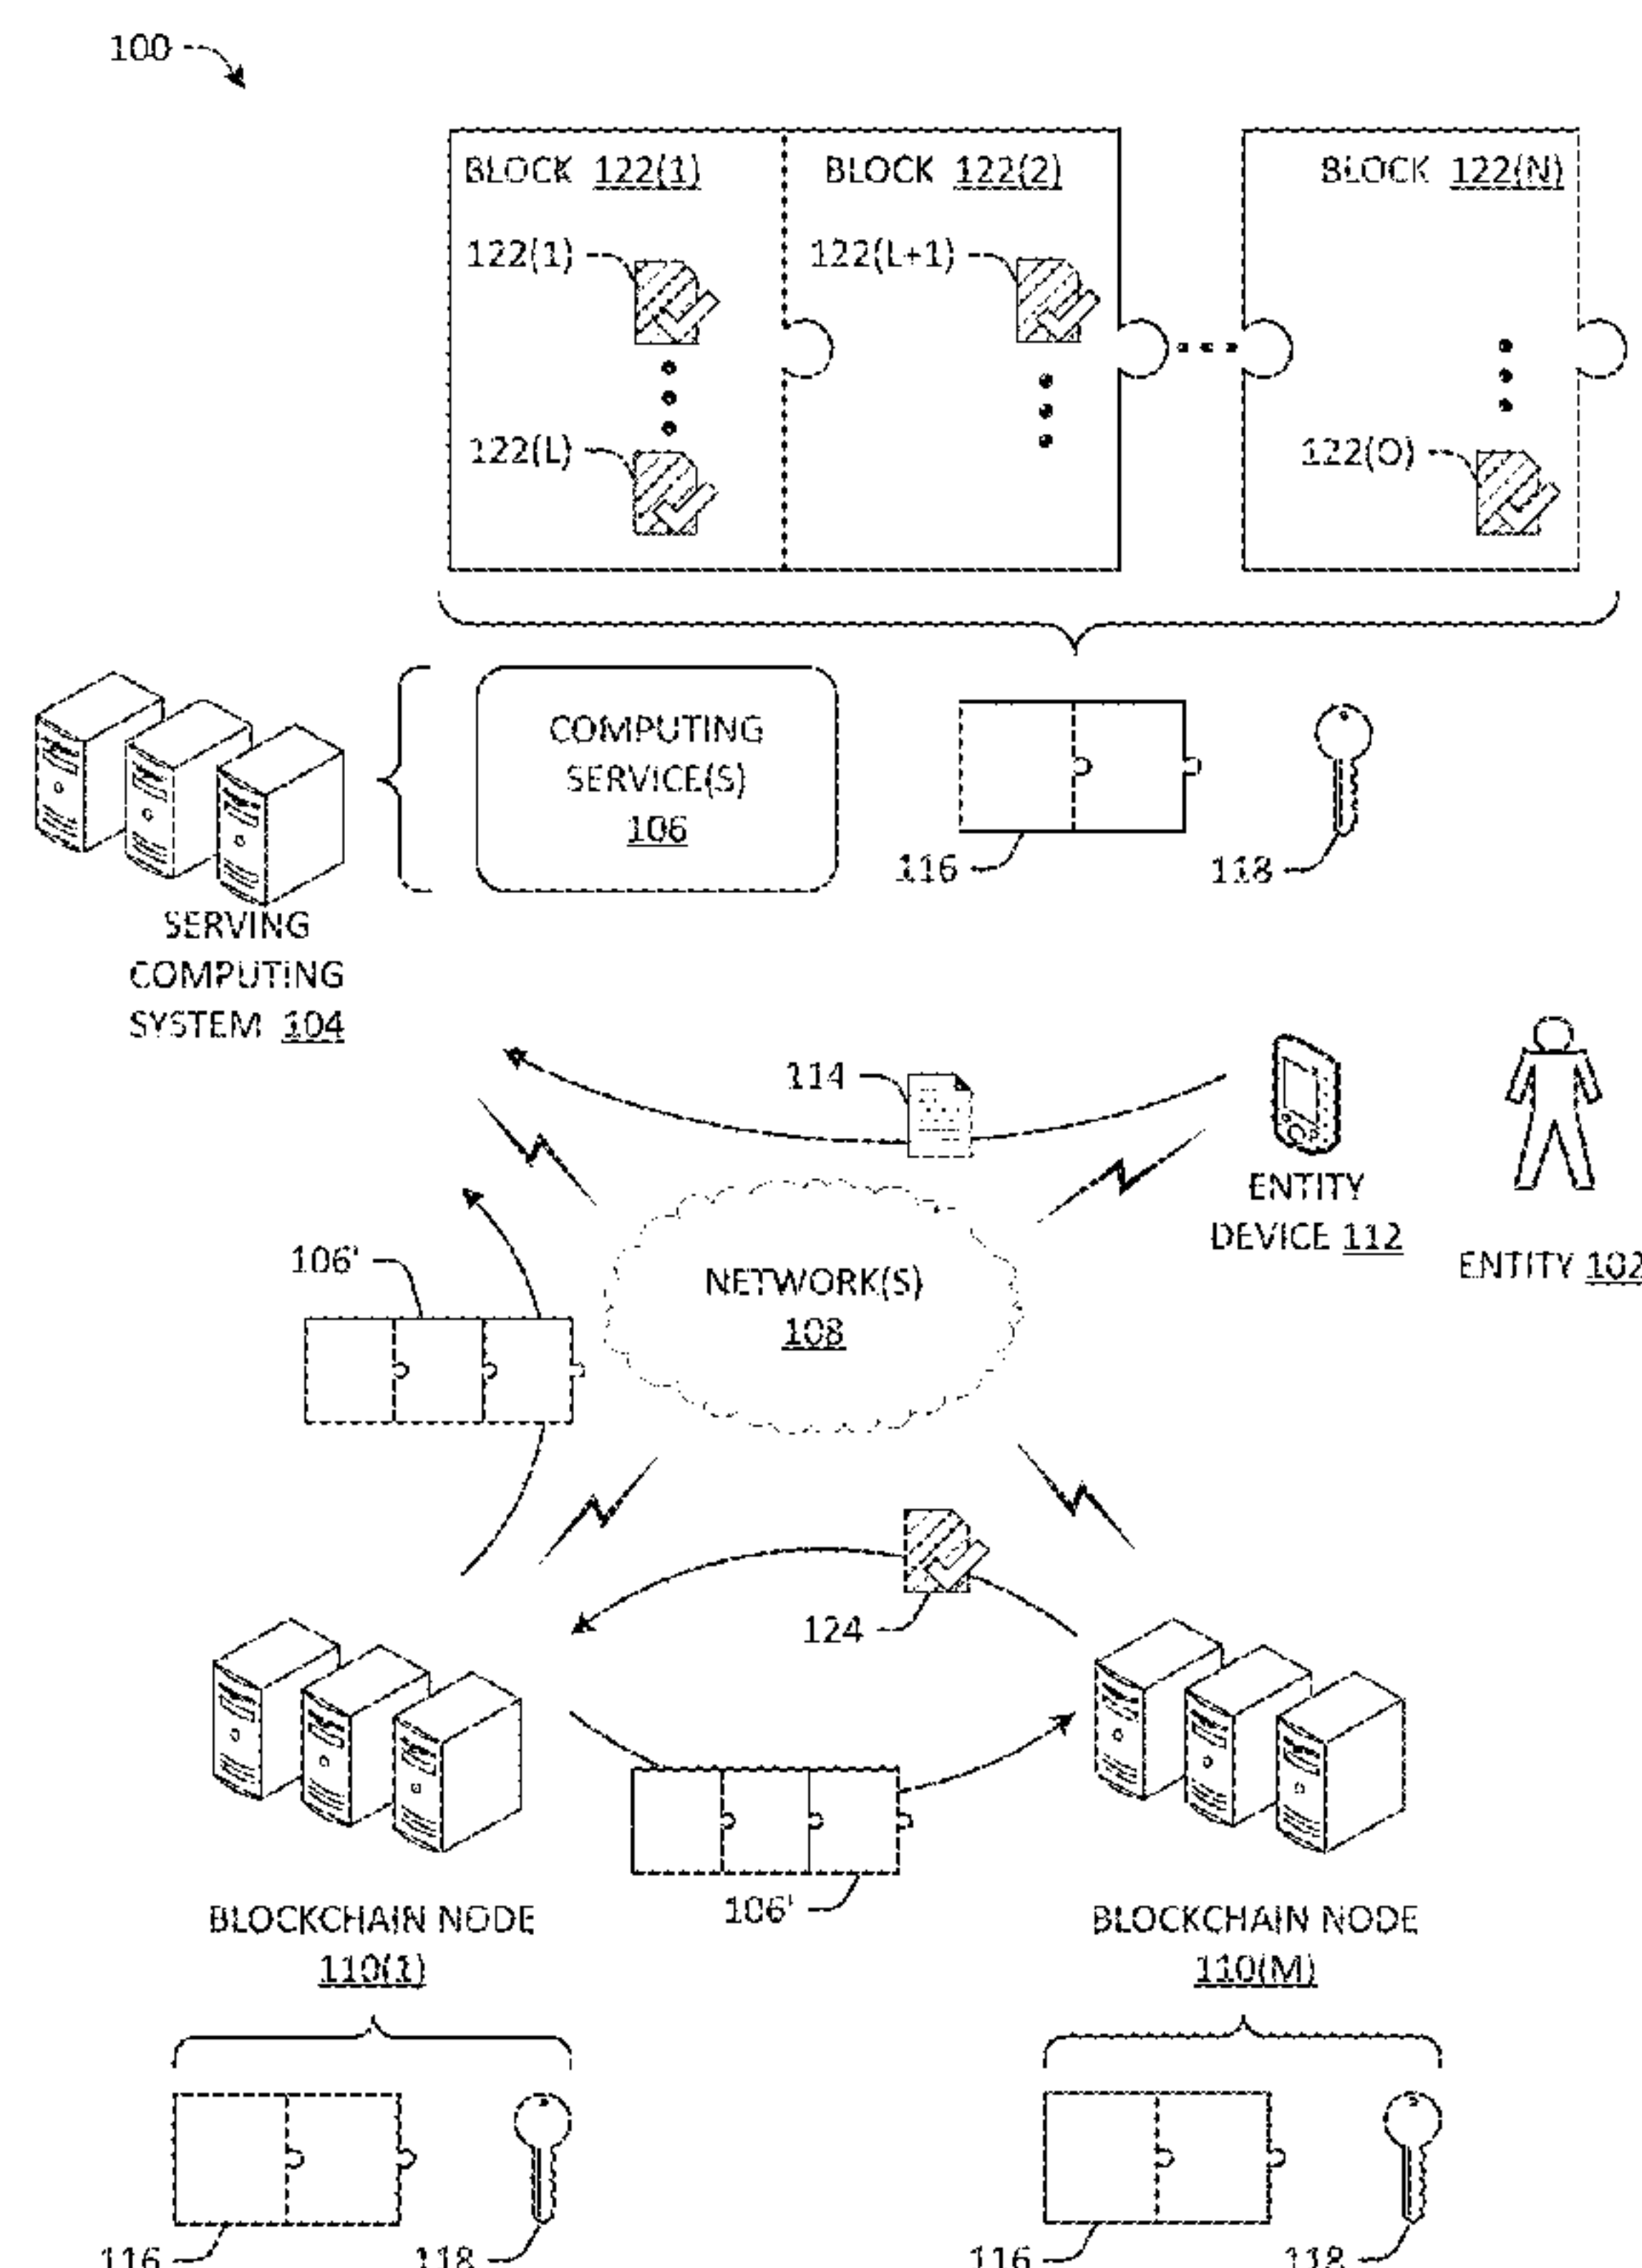 100
BLOCK 122(1)
BLOCK 122(2)
BLOCK 122(N)
122(1)
122(L+1)
122(L)
122(O)
COMPUTING
SERVICE(S)
106
116
118
SERVING
COMPUTING
SYSTEM 104
114
ENTITY
DEVICE 112
ENTITY 102
106'
NETWORK(S)
108
124
106'
BLOCKCHAIN NODE
110(1)
BLOCKCHAIN NODE
110(M)
116
118
116
118